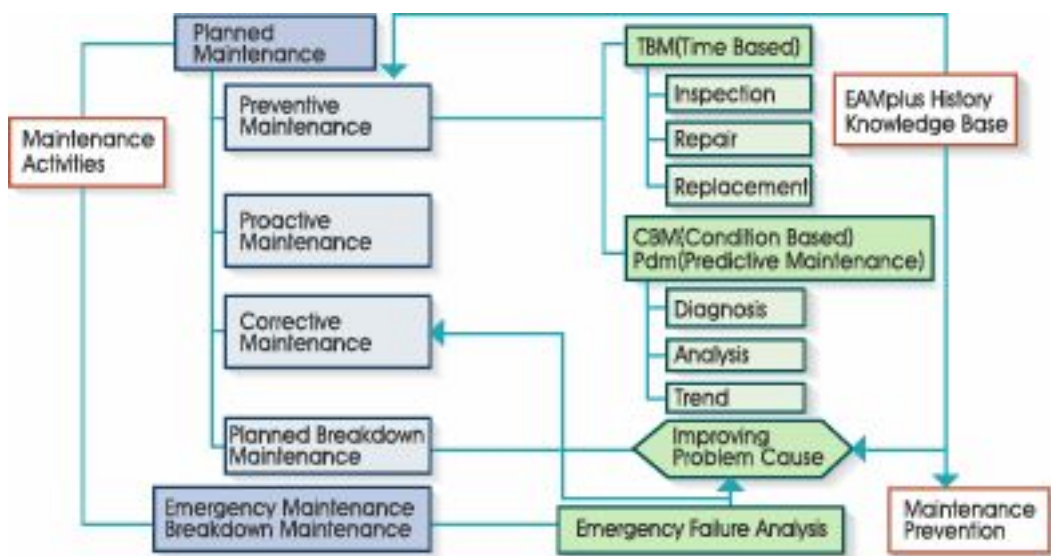 Planned
Maintenance
Maintenance
Activities
Preventive
Maintenance
Proactive
Maintenance
Corrective
Maintenance
Planned Breakdown
Maintenance
Emergency Maintenance
Breakdown Maintenance
TBM(Time Based)
Inspection
Repair
Replacement
CBM(Condition Based)
Pdm(Predictive Maintenance)
Diagnosis
Analysis
Trend
Improving
Problem Cause
Emergency Failure Analysis
EAMplus History
Knowledge Base
Maintenance
Prevention